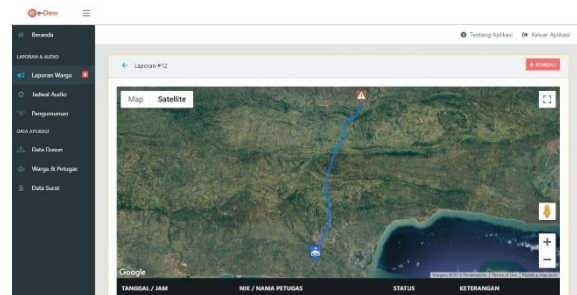 e-Desa
Beranda
Tentang Aplikasi
Keluar Aplikasi
LAPORAN & AUDIO
Laporan Warga
Jadwal Audio
Pengumuman
DATA APLIKASI
Data Dusun
Warga & Petugas
Data Surat
Laporan #12
KEMBALI
Map Satellite
Google
TANGGAL / JAM NIK / NAMA PETUGAS STATUS KETERANGAN